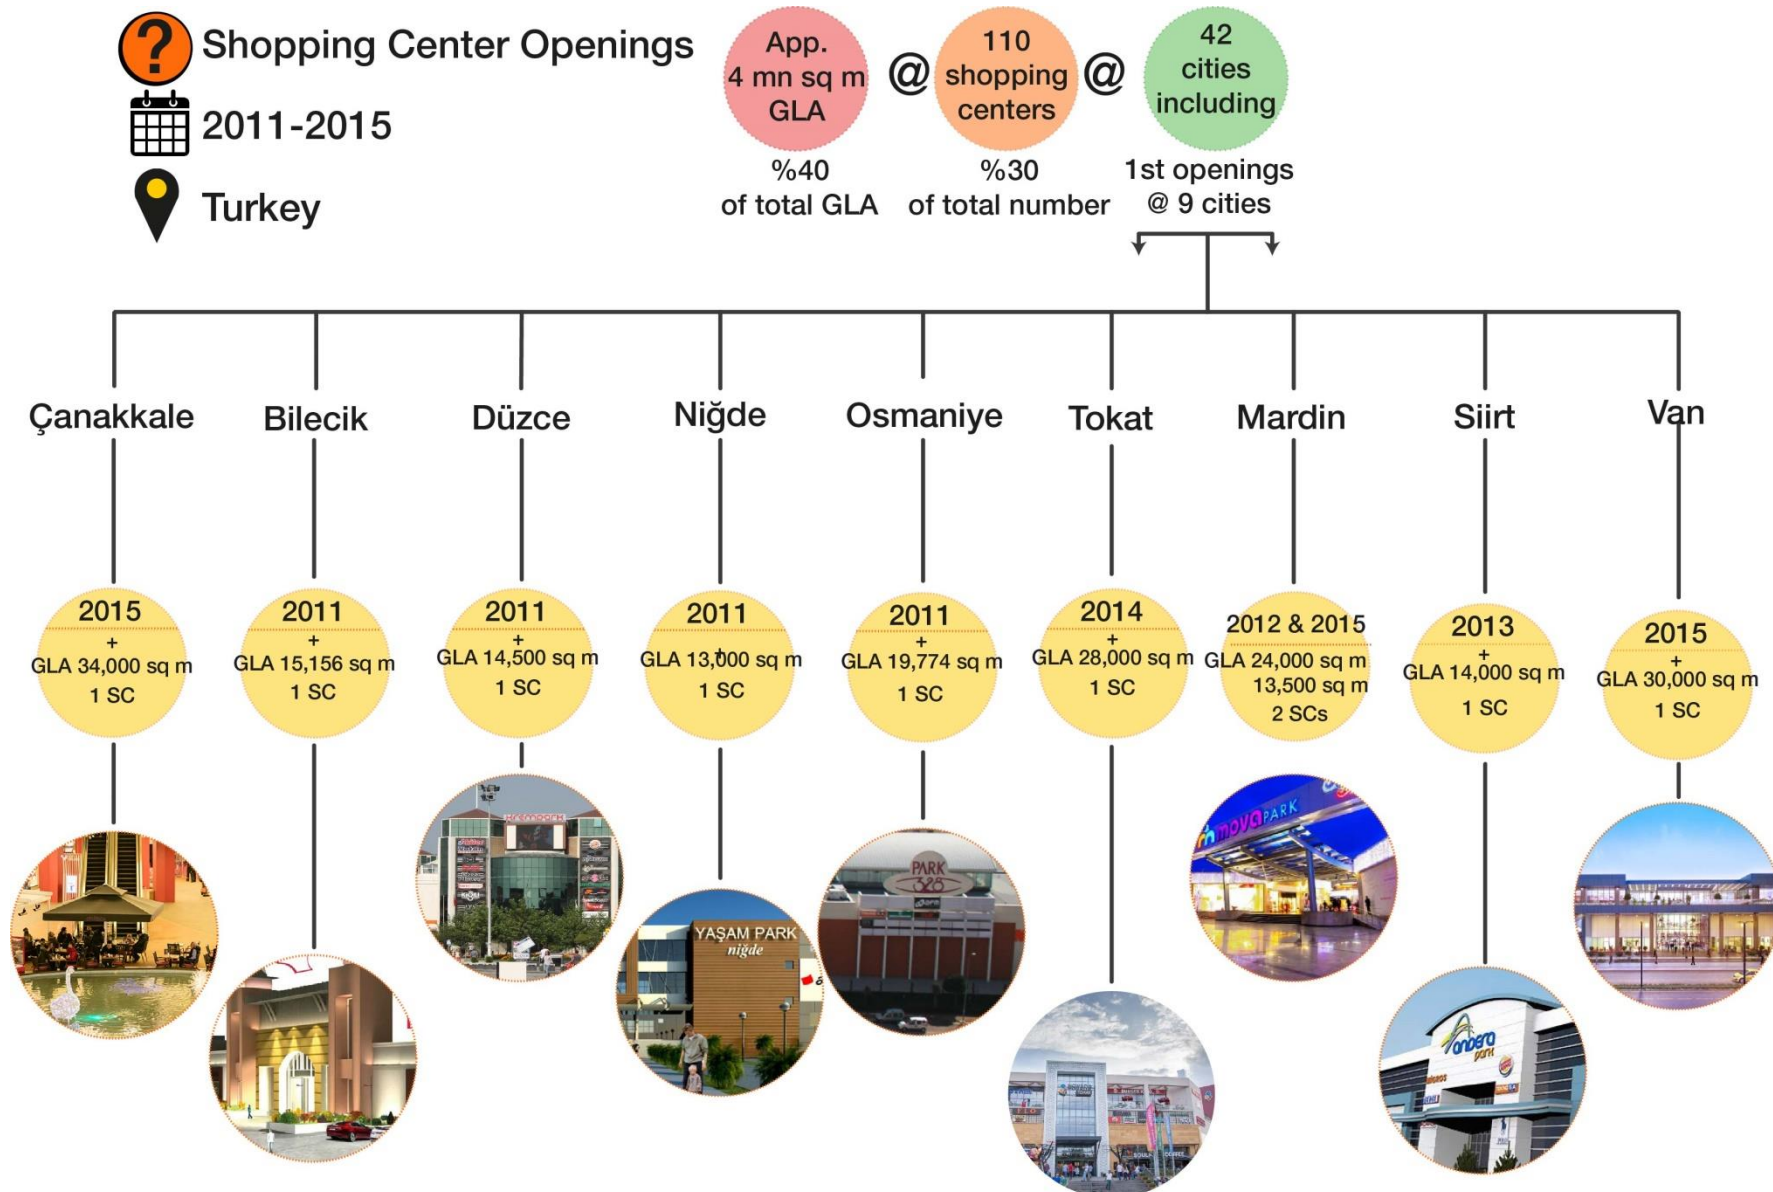 ?
Shopping Center Openings
2011-2015
Turkey
App.
4 mn sq m
GLA
@
110
shopping
centers
@
42
cities
including
%40
of total GLA
%30
of total number
1st openings
@ 9 cities
Çanakkale
Bilecik
Düzce
Niğde
Osmaniye
Tokat
Mardin
Siirt
Van
2015
+
GLA 34,000 sq m
1 SC
2011
+
GLA 15,156 sq m
1 SC
2011
+
GLA 14,500 sq m
1 SC
2011
+
GLA 13,000 sq m
1 SC
2011
+
GLA 19,774 sq m
1 SC
2014
+
GLA 28,000 sq m
1 SC
2012 & 2015
GLA 24,000 sq m
13,500 sq m
2 SCs
2013
+
GLA 14,000 sq m
1 SC
2015
+
GLA 30,000 sq m
1 SC
YAŞAM PARK
niğde
PARK
328
mova PARK
anbera
park